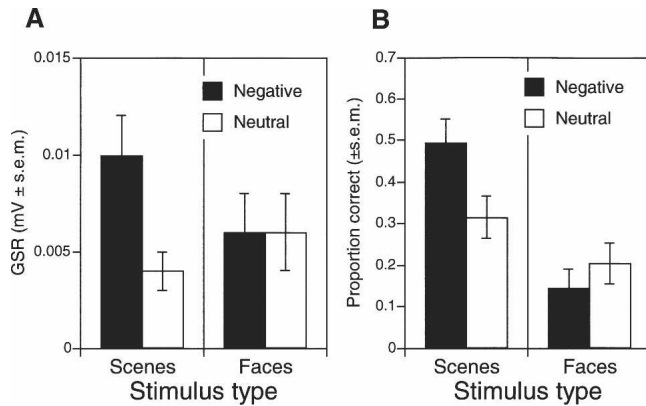 A
GSR (mV ± s.e.m.)
0.015
0.01
0.005
0
Negative
Neutral
Scenes
Faces
Stimulus type
B
Proportion correct (±s.e.m.)
0.7
0.6
0.5
0.4
0.3
0.2
0.1
0
Negative
Neutral
Scenes
Faces
Stimulus type